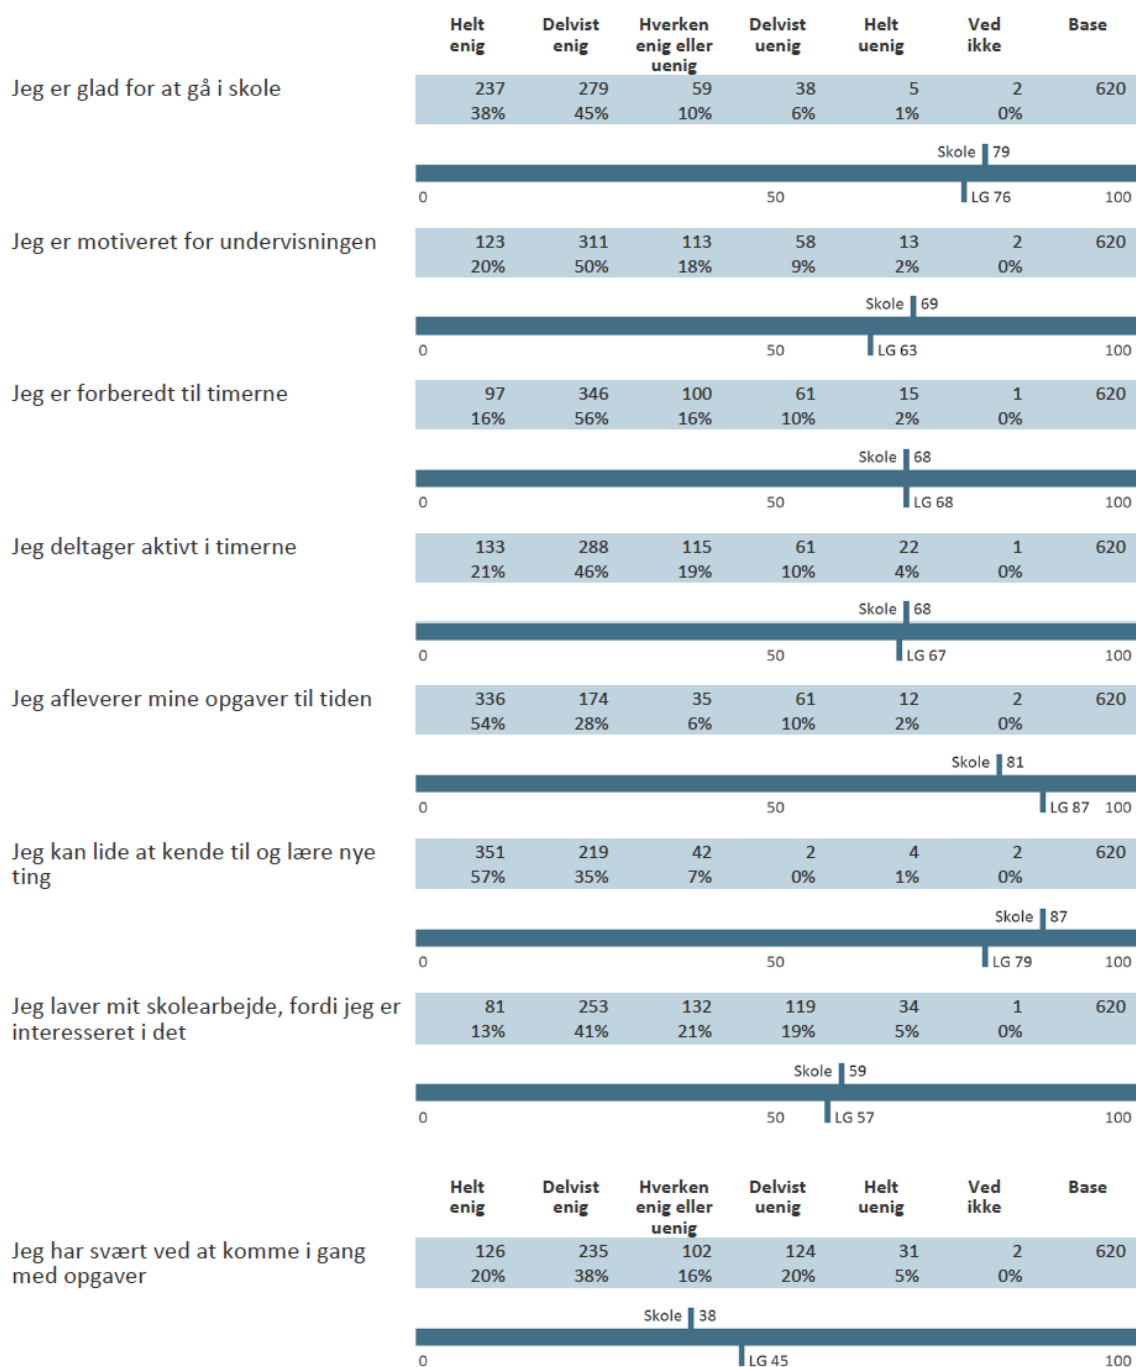 Helt Delvist Hverken Delvist Helt Ved Base
enig enig enig eller uenig uenig ikke
uenig
Jeg er glad for at gå i skole 237 279 59 38 5 2 620
38% 45% 10% 6% 1% 0%
Skole 79
0 50 LG 76 100
Jeg er motiveret for undervisningen 123 311 113 58 13 2 620
20% 50% 18% 9% 2% 0%
Skole 69
0 50 LG 63 100
Jeg er forberedt til timerne 97 346 100 61 15 1 620
16% 56% 16% 10% 2% 0%
Skole 68
0 50 LG 68 100
Jeg deltager aktivt i timerne 133 288 115 61 22 1 620
21% 46% 19% 10% 4% 0%
Skole 68
0 50 LG 67 100
Jeg afleverer mine opgaver til tiden 336 174 35 61 12 2 620
54% 28% 6% 10% 2% 0%
Skole 81
0 50 LG 87 100
Jeg kan lide at kende til og lære nye 351 219 42 2 4 2 620
ting 57% 35% 7% 0% 1% 0%
Skole 87
0 50 LG 79 100
Jeg laver mit skolearbejde, fordi jeg er 81 253 132 119 34 1 620
interesseret i det 13% 41% 21% 19% 5% 0%
Skole 59
0 50 LG 57 100
Helt Delvist Hverken Delvist Helt Ved Base
enig enig enig eller uenig uenig ikke
uenig
Jeg har svært ved at komme i gang 126 235 102 124 31 2 620
med opgaver 20% 38% 16% 20% 5% 0%
Skole 38
0 LG 45 100